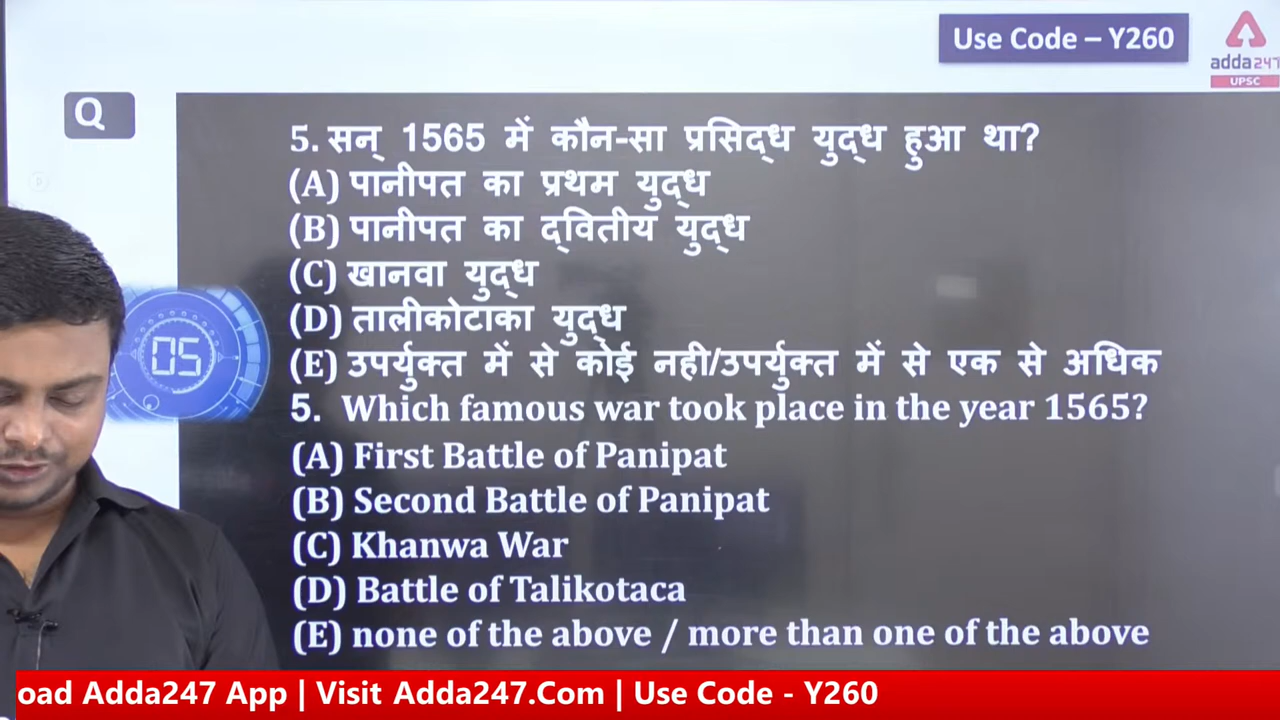 Use Code – Y260
adda247
UPSC
Q
5. सन् 1565 में कौन-सा प्रसिद्ध युद्ध हुआ था?
(A) पानीपत का प्रथम युद्ध
(B) पानीपत का द्वितीय युद्ध
(C) खानवा युद्ध
(D) तालीकोटाका युद्ध
05
(E) उपर्युक्त में से कोई नही/उपर्युक्त में से एक से अधिक
5. Which famous war took place in the year 1565?
(A) First Battle of Panipat
(B) Second Battle of Panipat
(C) Khanwa War
(D) Battle of Talikotaca
(E) none of the above / more than one of the above
oad Adda247 App | Visit Adda247.Com | Use Code - Y260